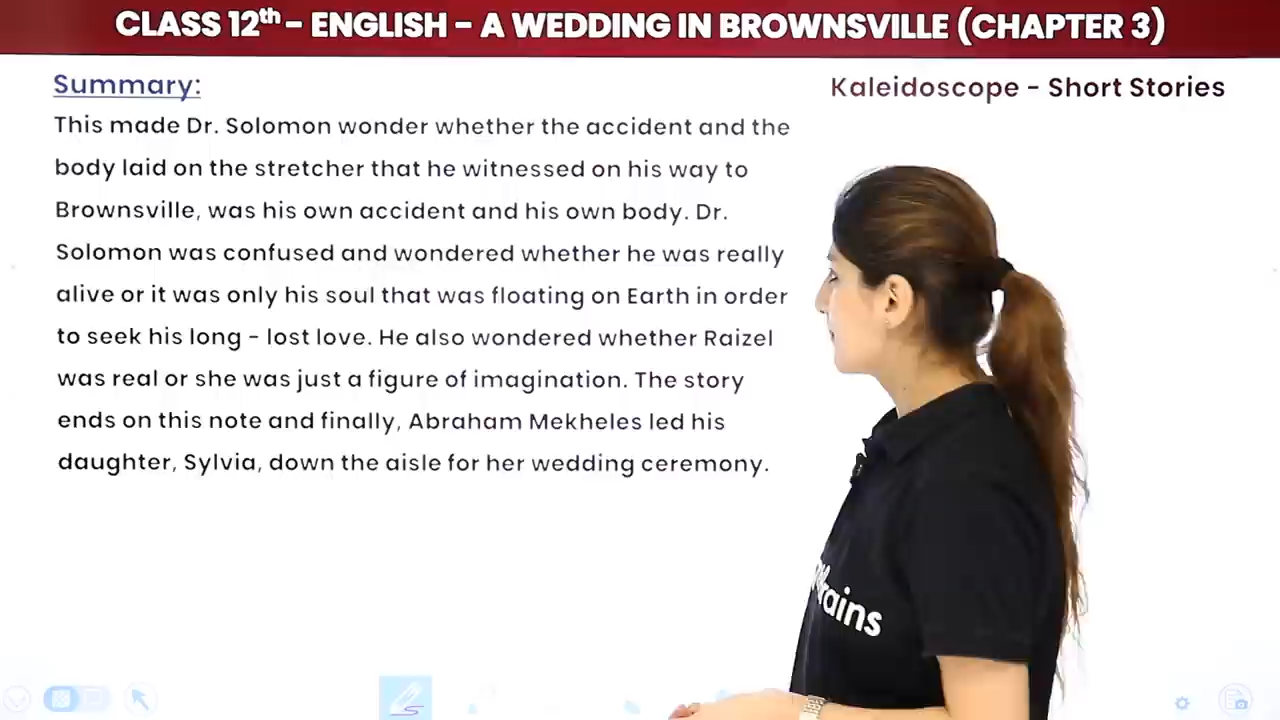 CLASS 12th – ENGLISH – A WEDDING IN BROWNSVILLE (CHAPTER 3)
Summary:
Kaleidoscope - Short Stories
This made Dr. Solomon wonder whether the accident and the
body laid on the stretcher that he witnessed on his way to
Brownsville, was his own accident and his own body. Dr.
Solomon was confused and wondered whether he was really
alive or it was only his soul that was floating on Earth in order
to seek his long - lost love. He also wondered whether Raizel
was real or she was just a figure of imagination. The story
ends on this note and finally, Abraham Mekheles led his
daughter, Sylvia, down the aisle for her wedding ceremony.